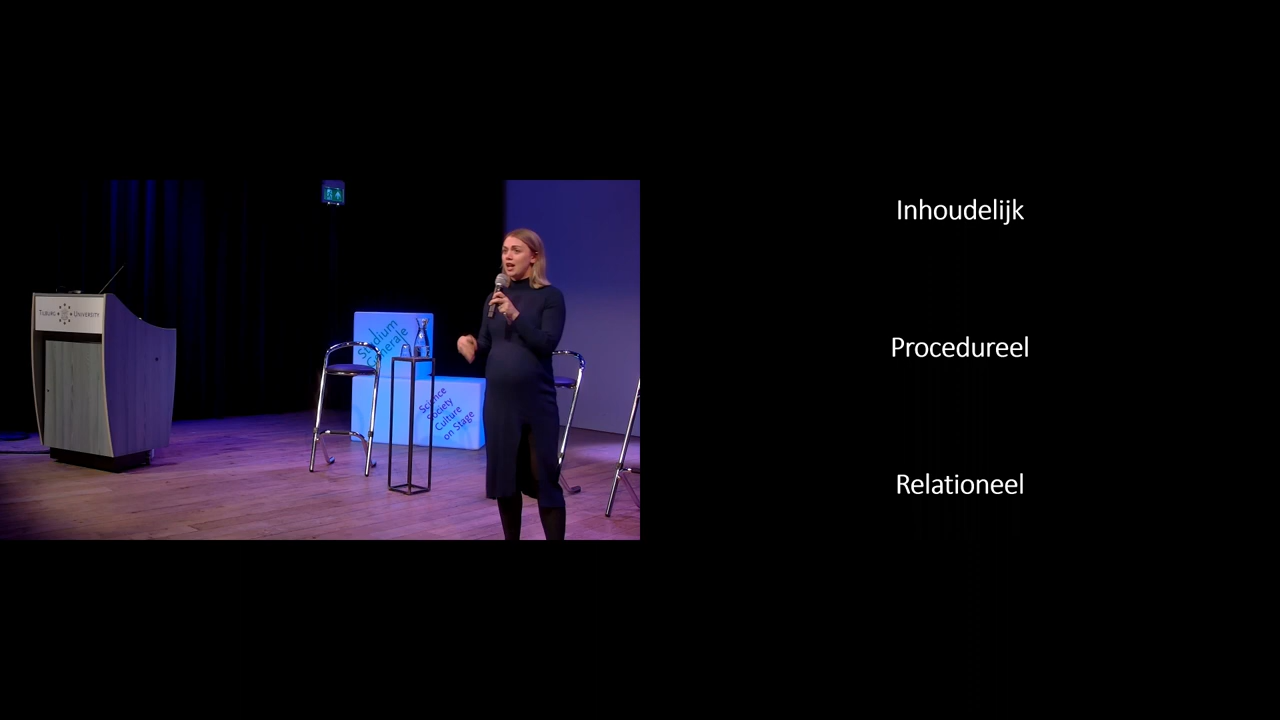 TILBURG UNIVERSITY
Studium
Generale
Science
Society
Culture
on Stage
Inhoudelijk
Procedureel
Relationeel